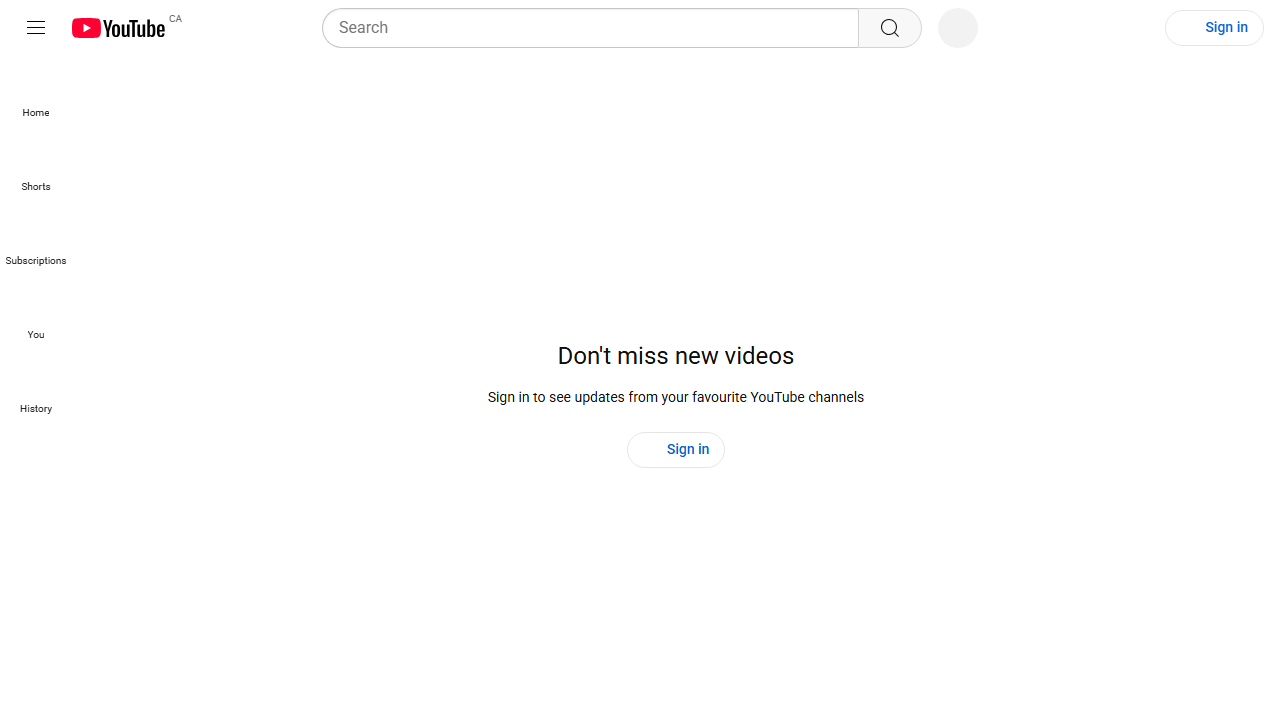 YouTube CA
Search
Sign in
Home
Shorts
Subscriptions
You
History
Don't miss new videos
Sign in to see updates from your favourite YouTube channels
Sign in